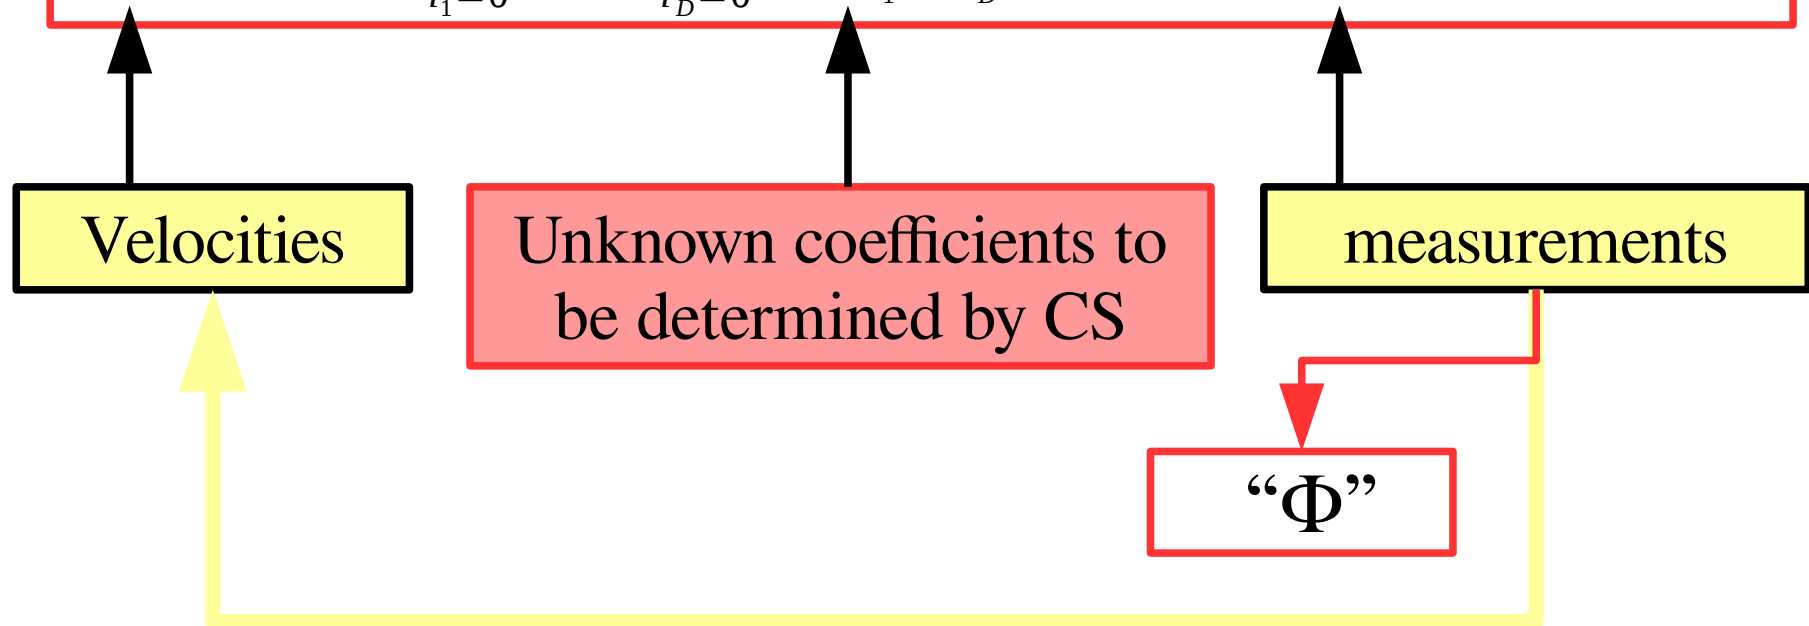 Velocities
Unknown coefficients to
be determined by CS
measurements
“Φ”